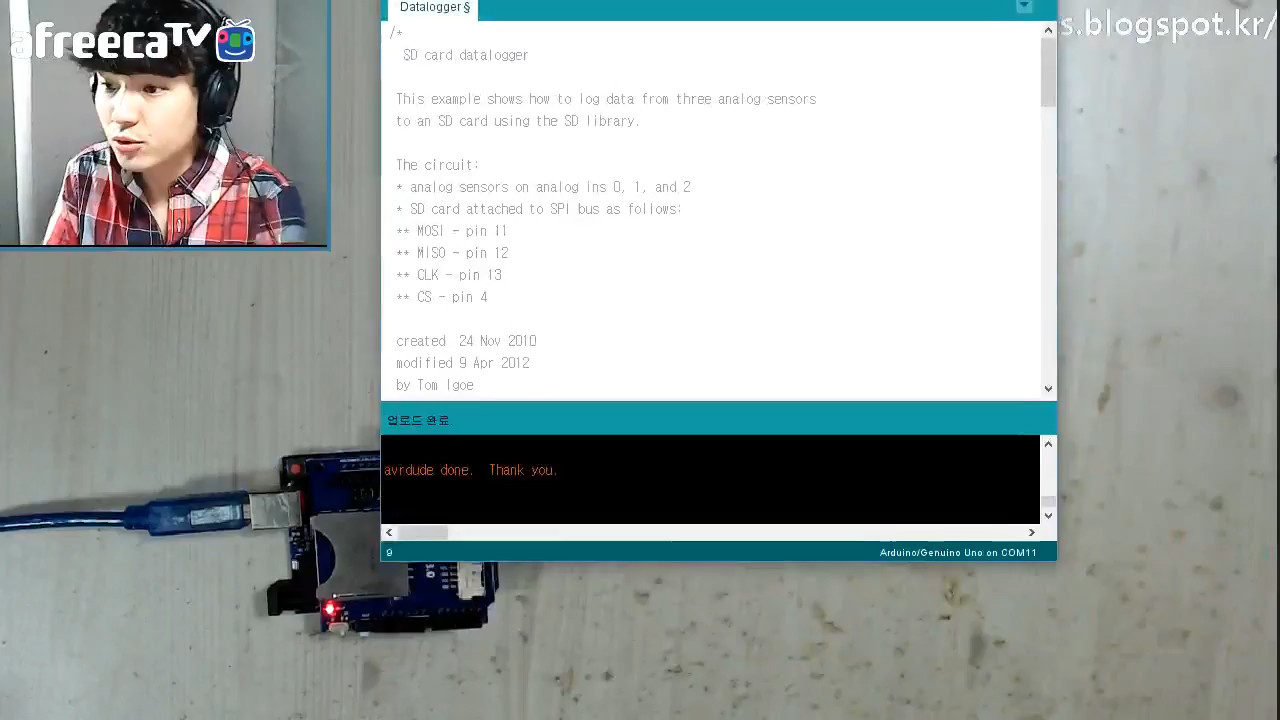 afreecaTV
Datalogger §
s.blogspot.kr/
/*
SD card datalogger
This example shows how to log data from three analog sensors
to an SD card using the SD library.
The circuit:
* analog sensors on analog ins 0, 1, and 2
* SD card attached to SPI bus as follows:
** MOSI - pin 11
** MISO - pin 12
** CLK - pin 13
** CS - pin 4
created  24 Nov 2010
modified 9 Apr 2012
by Tom Igoe
업로드 완료.
avrdude done.  Thank you.
9
Arduino/Genuino Uno on COM11